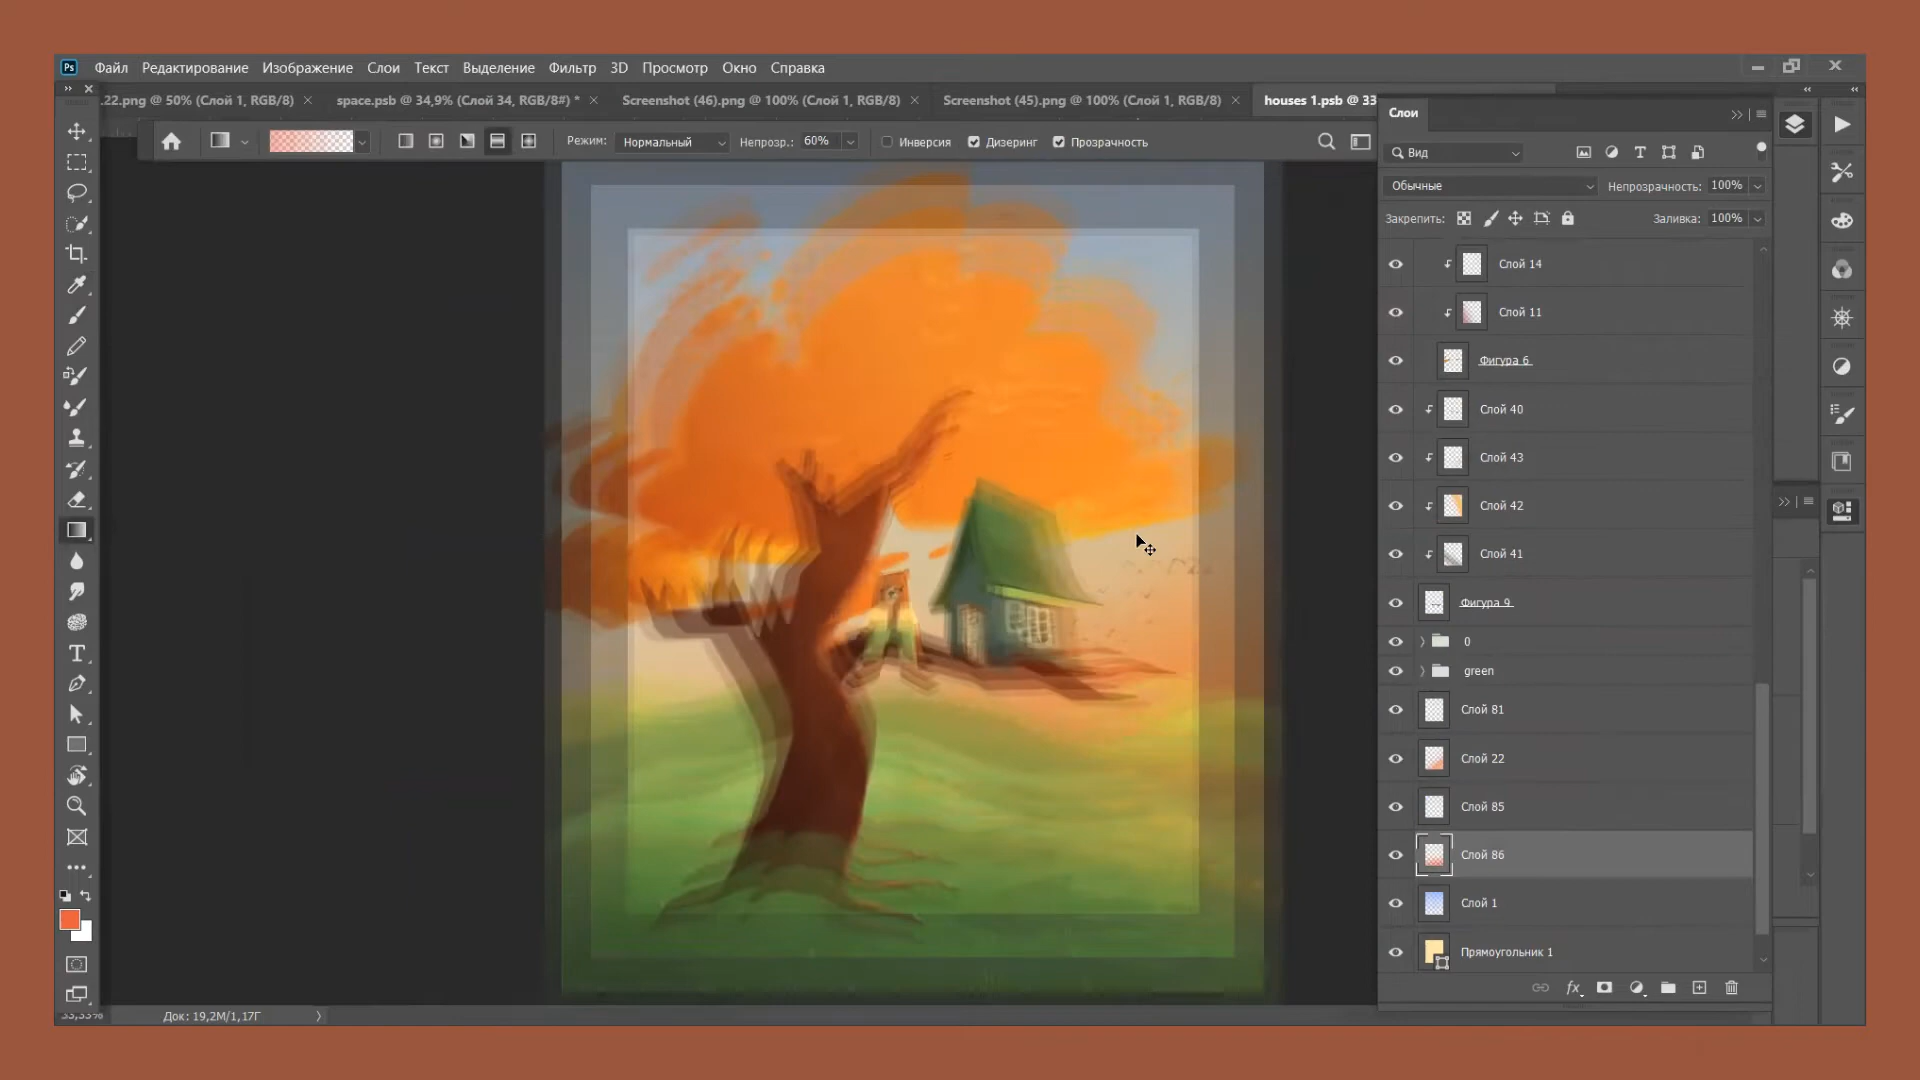 Ps Файл Редактирование Изображение Слои Текст Выделение Фильтр 3D Просмотр Окно Справка
.22.png @ 50% (Слой 1, RGB/8) space.psb @ 34,9% (Слой 34, RGB/8#) * Screenshot (46).png @ 100% (Слой 1, RGB/8) Screenshot (45).png @ 100% (Слой 1, RGB/8) houses 1.psb @ 33
Режим: Нормальный Непрозр.: 60% Инверсия Дизеринг Прозрачность
Слои
Вид
Обычные Непрозрачность: 100%
Закрепить: Заливка: 100%
Слой 14
Слой 11
Фигура 6
Слой 40
Слой 43
Слой 42
Слой 41
Фигура 9
0
green
Слой 81
Слой 22
Слой 85
Слой 86
Слой 1
Прямоугольник 1
fx
33,33% Док: 19,2M/1,17Г